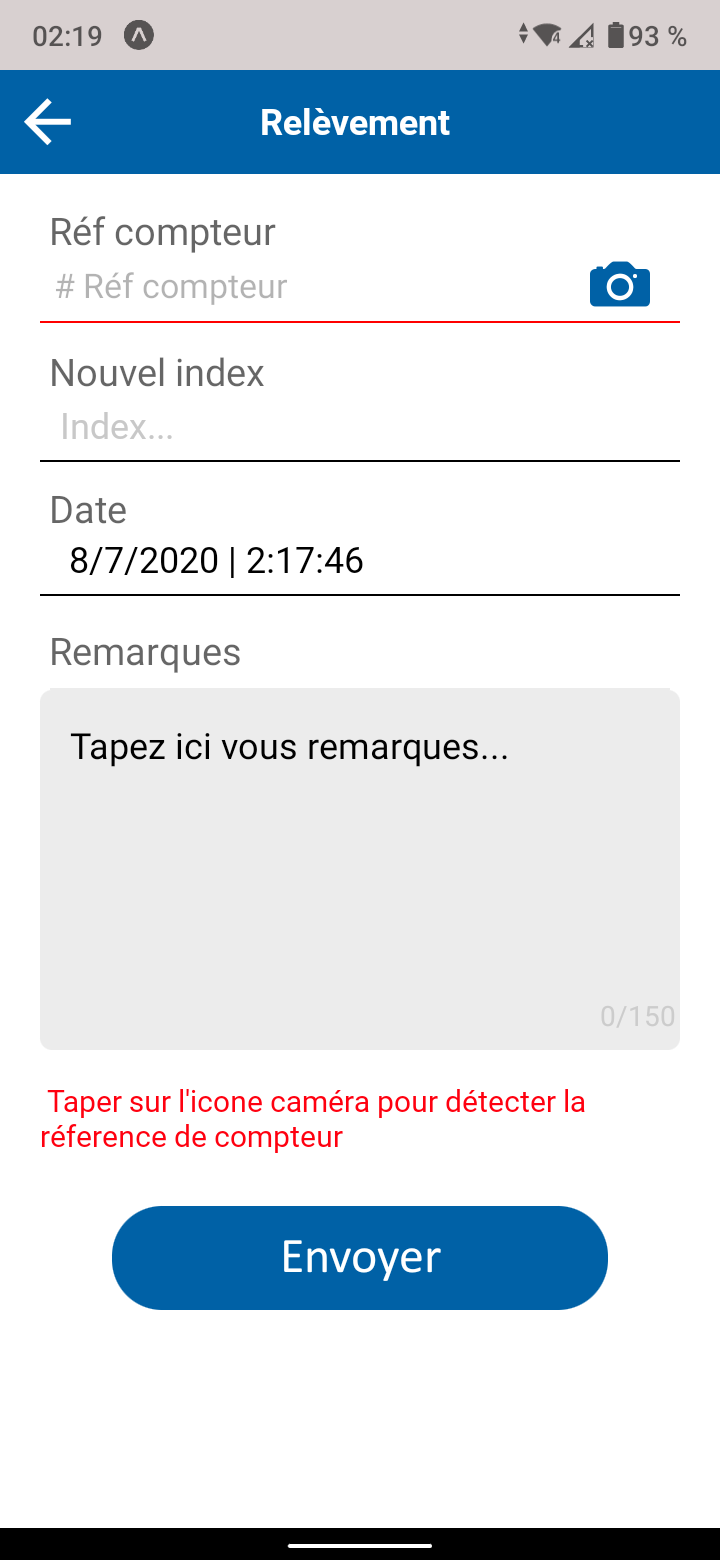 02:19 93 %
Relèvement
Réf compteur
# Réf compteur
Nouvel index
Index...
Date
8/7/2020 | 2:17:46
Remarques
Tapez ici vous remarques...
0/150
Taper sur l'icone caméra pour détecter la
réference de compteur
Envoyer